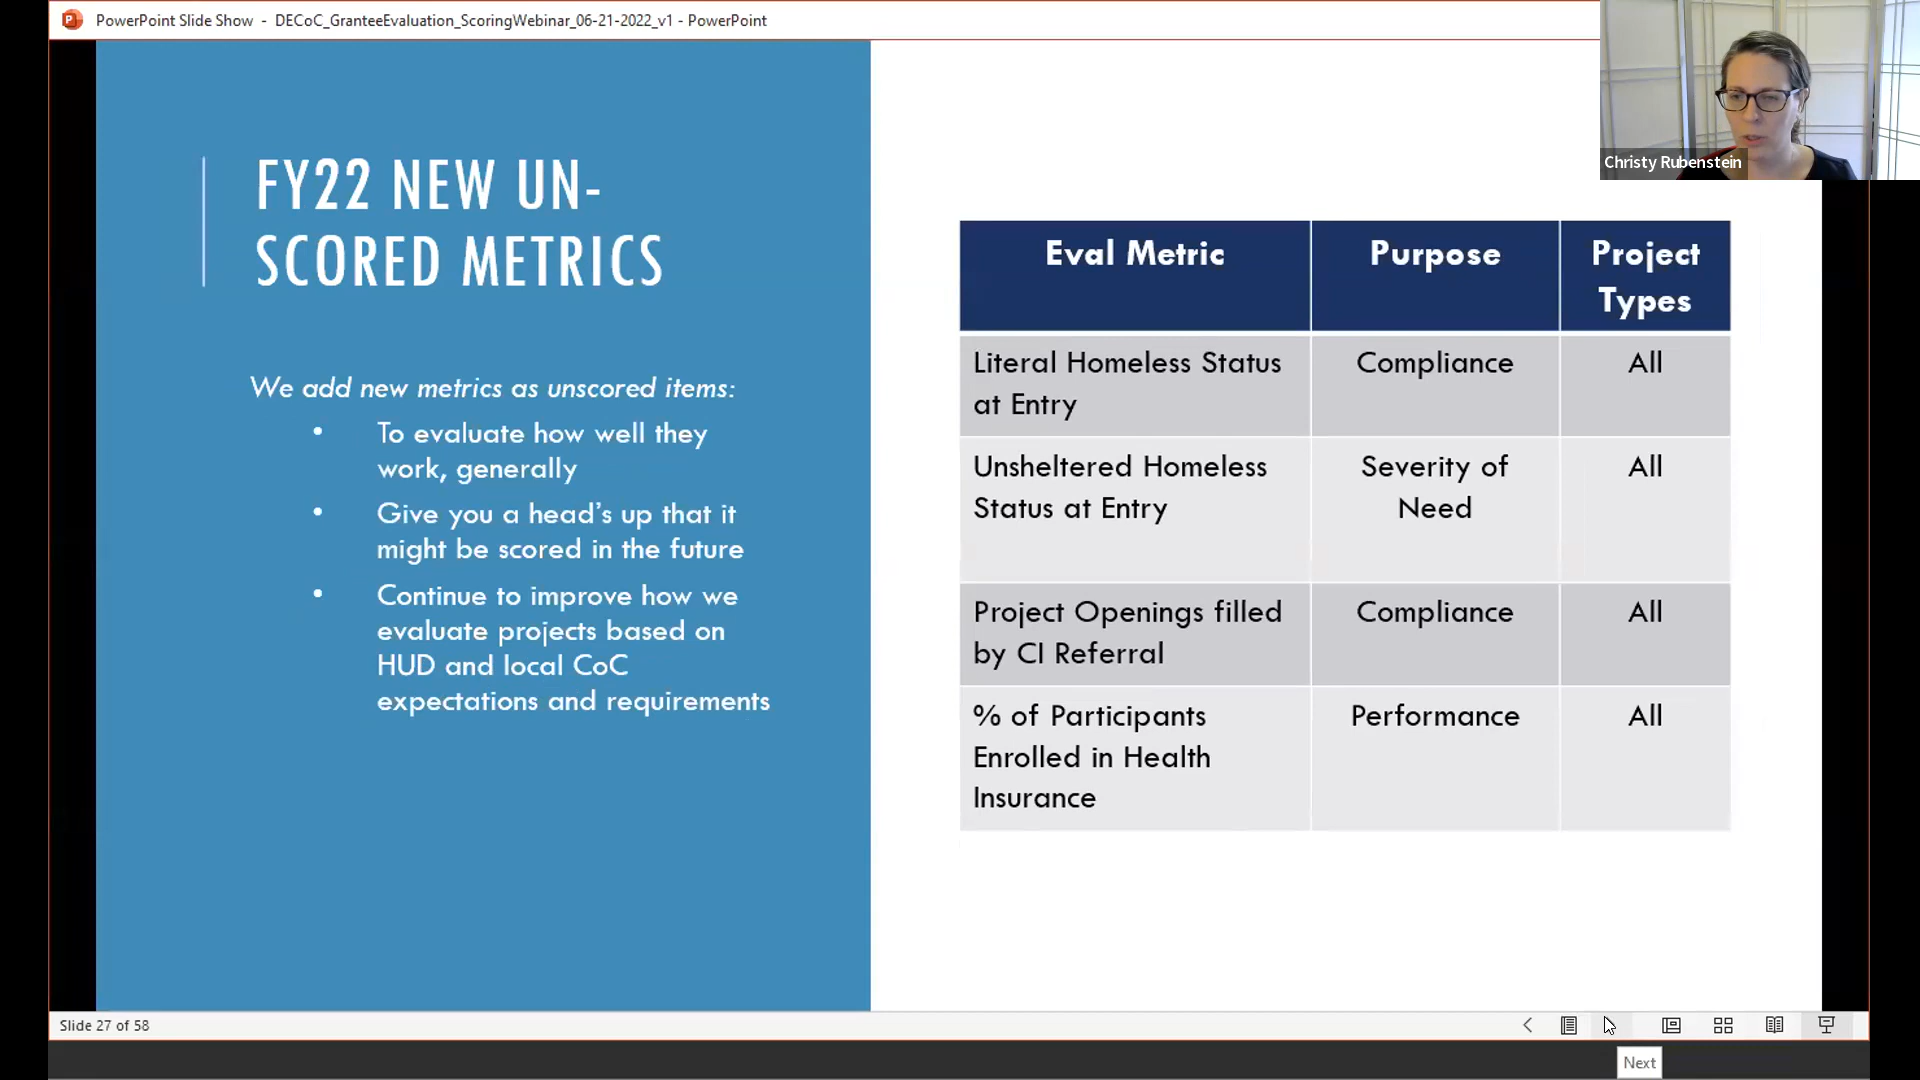 PowerPoint Slide Show - DECoC_GranteeEvaluation_ScoringWebinar_06-21-2022_v1 - PowerPoint
Christy Rubenstein
FY22 NEW UN-
SCORED METRICS
We add new metrics as unscored items:
• To evaluate how well they
work, generally
• Give you a head's up that it
might be scored in the future
• Continue to improve how we
evaluate projects based on
HUD and local CoC
expectations and requirements
Eval Metric Purpose Project
Types
Literal Homeless Status Compliance All
at Entry
Unsheltered Homeless Severity of All
Status at Entry Need
Project Openings filled Compliance All
by CI Referral
% of Participants Performance All
Enrolled in Health
Insurance
Slide 27 of 58
Next